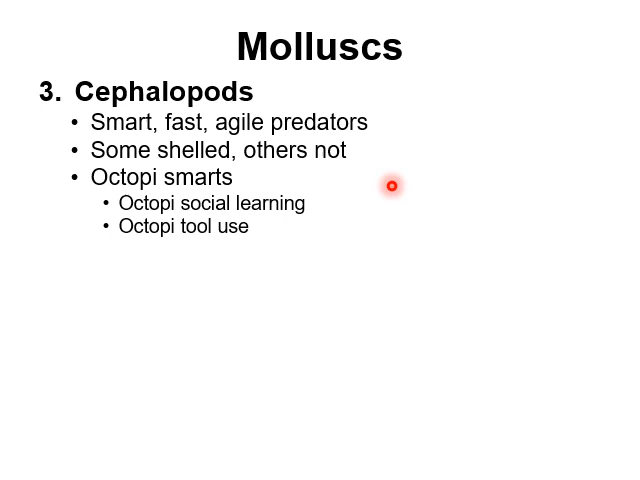 Molluscs
3. Cephalopods
• Smart, fast, agile predators
• Some shelled, others not
• Octopi smarts
• Octopi social learning
• Octopi tool use